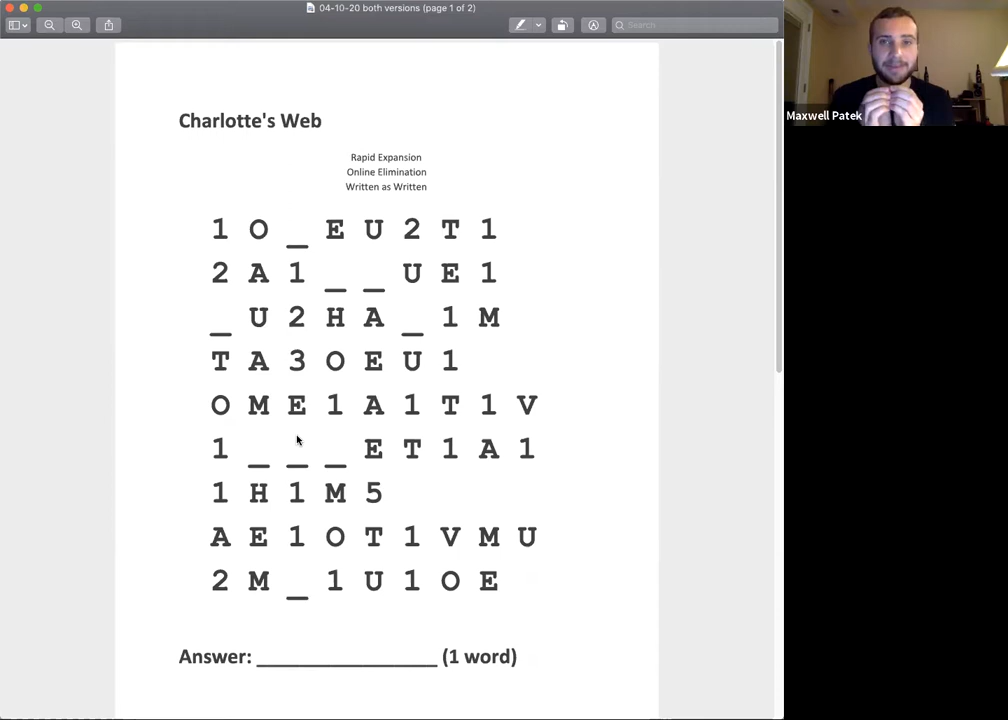 04-10-20 both versions (page 1 of 2)
Search
Maxwell Patek
Charlotte's Web
Rapid Expansion
Online Elimination
Written as Written
1 O _ E U 2 T 1
2 A 1 _ _ U E 1
_ U 2 H A _ 1 M
T A 3 O E U 1
O M E 1 A 1 T 1 V
1 _ _ _ E T 1 A 1
1 H 1 M 5
A E 1 O T 1 V M U
2 M _ 1 U 1 O E
Answer: _________________ (1 word)